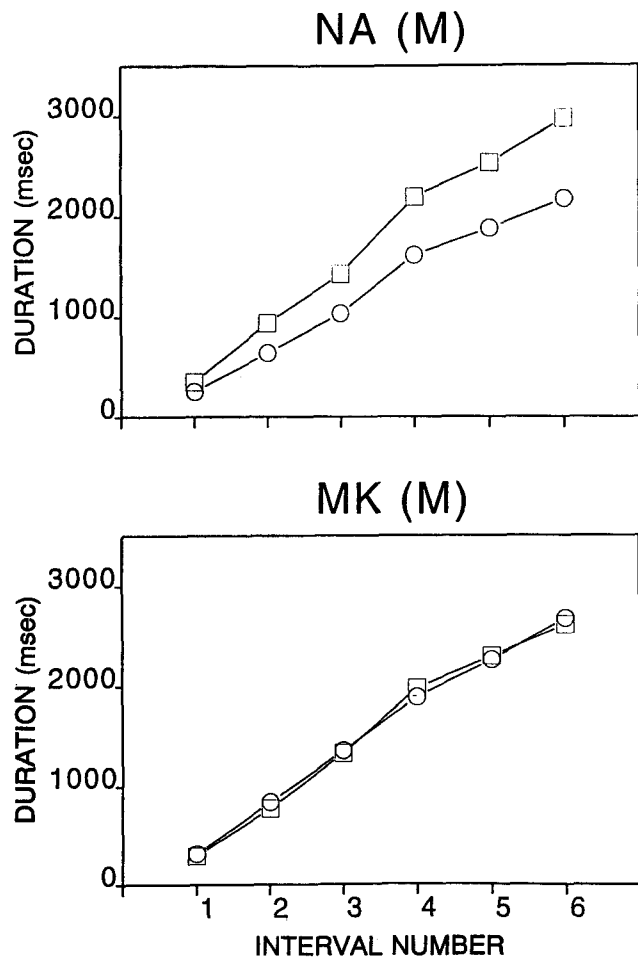 NA (M)
DURATION (msec)
3000
2000
1000
0
MK (M)
DURATION (msec)
3000
2000
1000
0
1 2 3 4 5 6
INTERVAL NUMBER